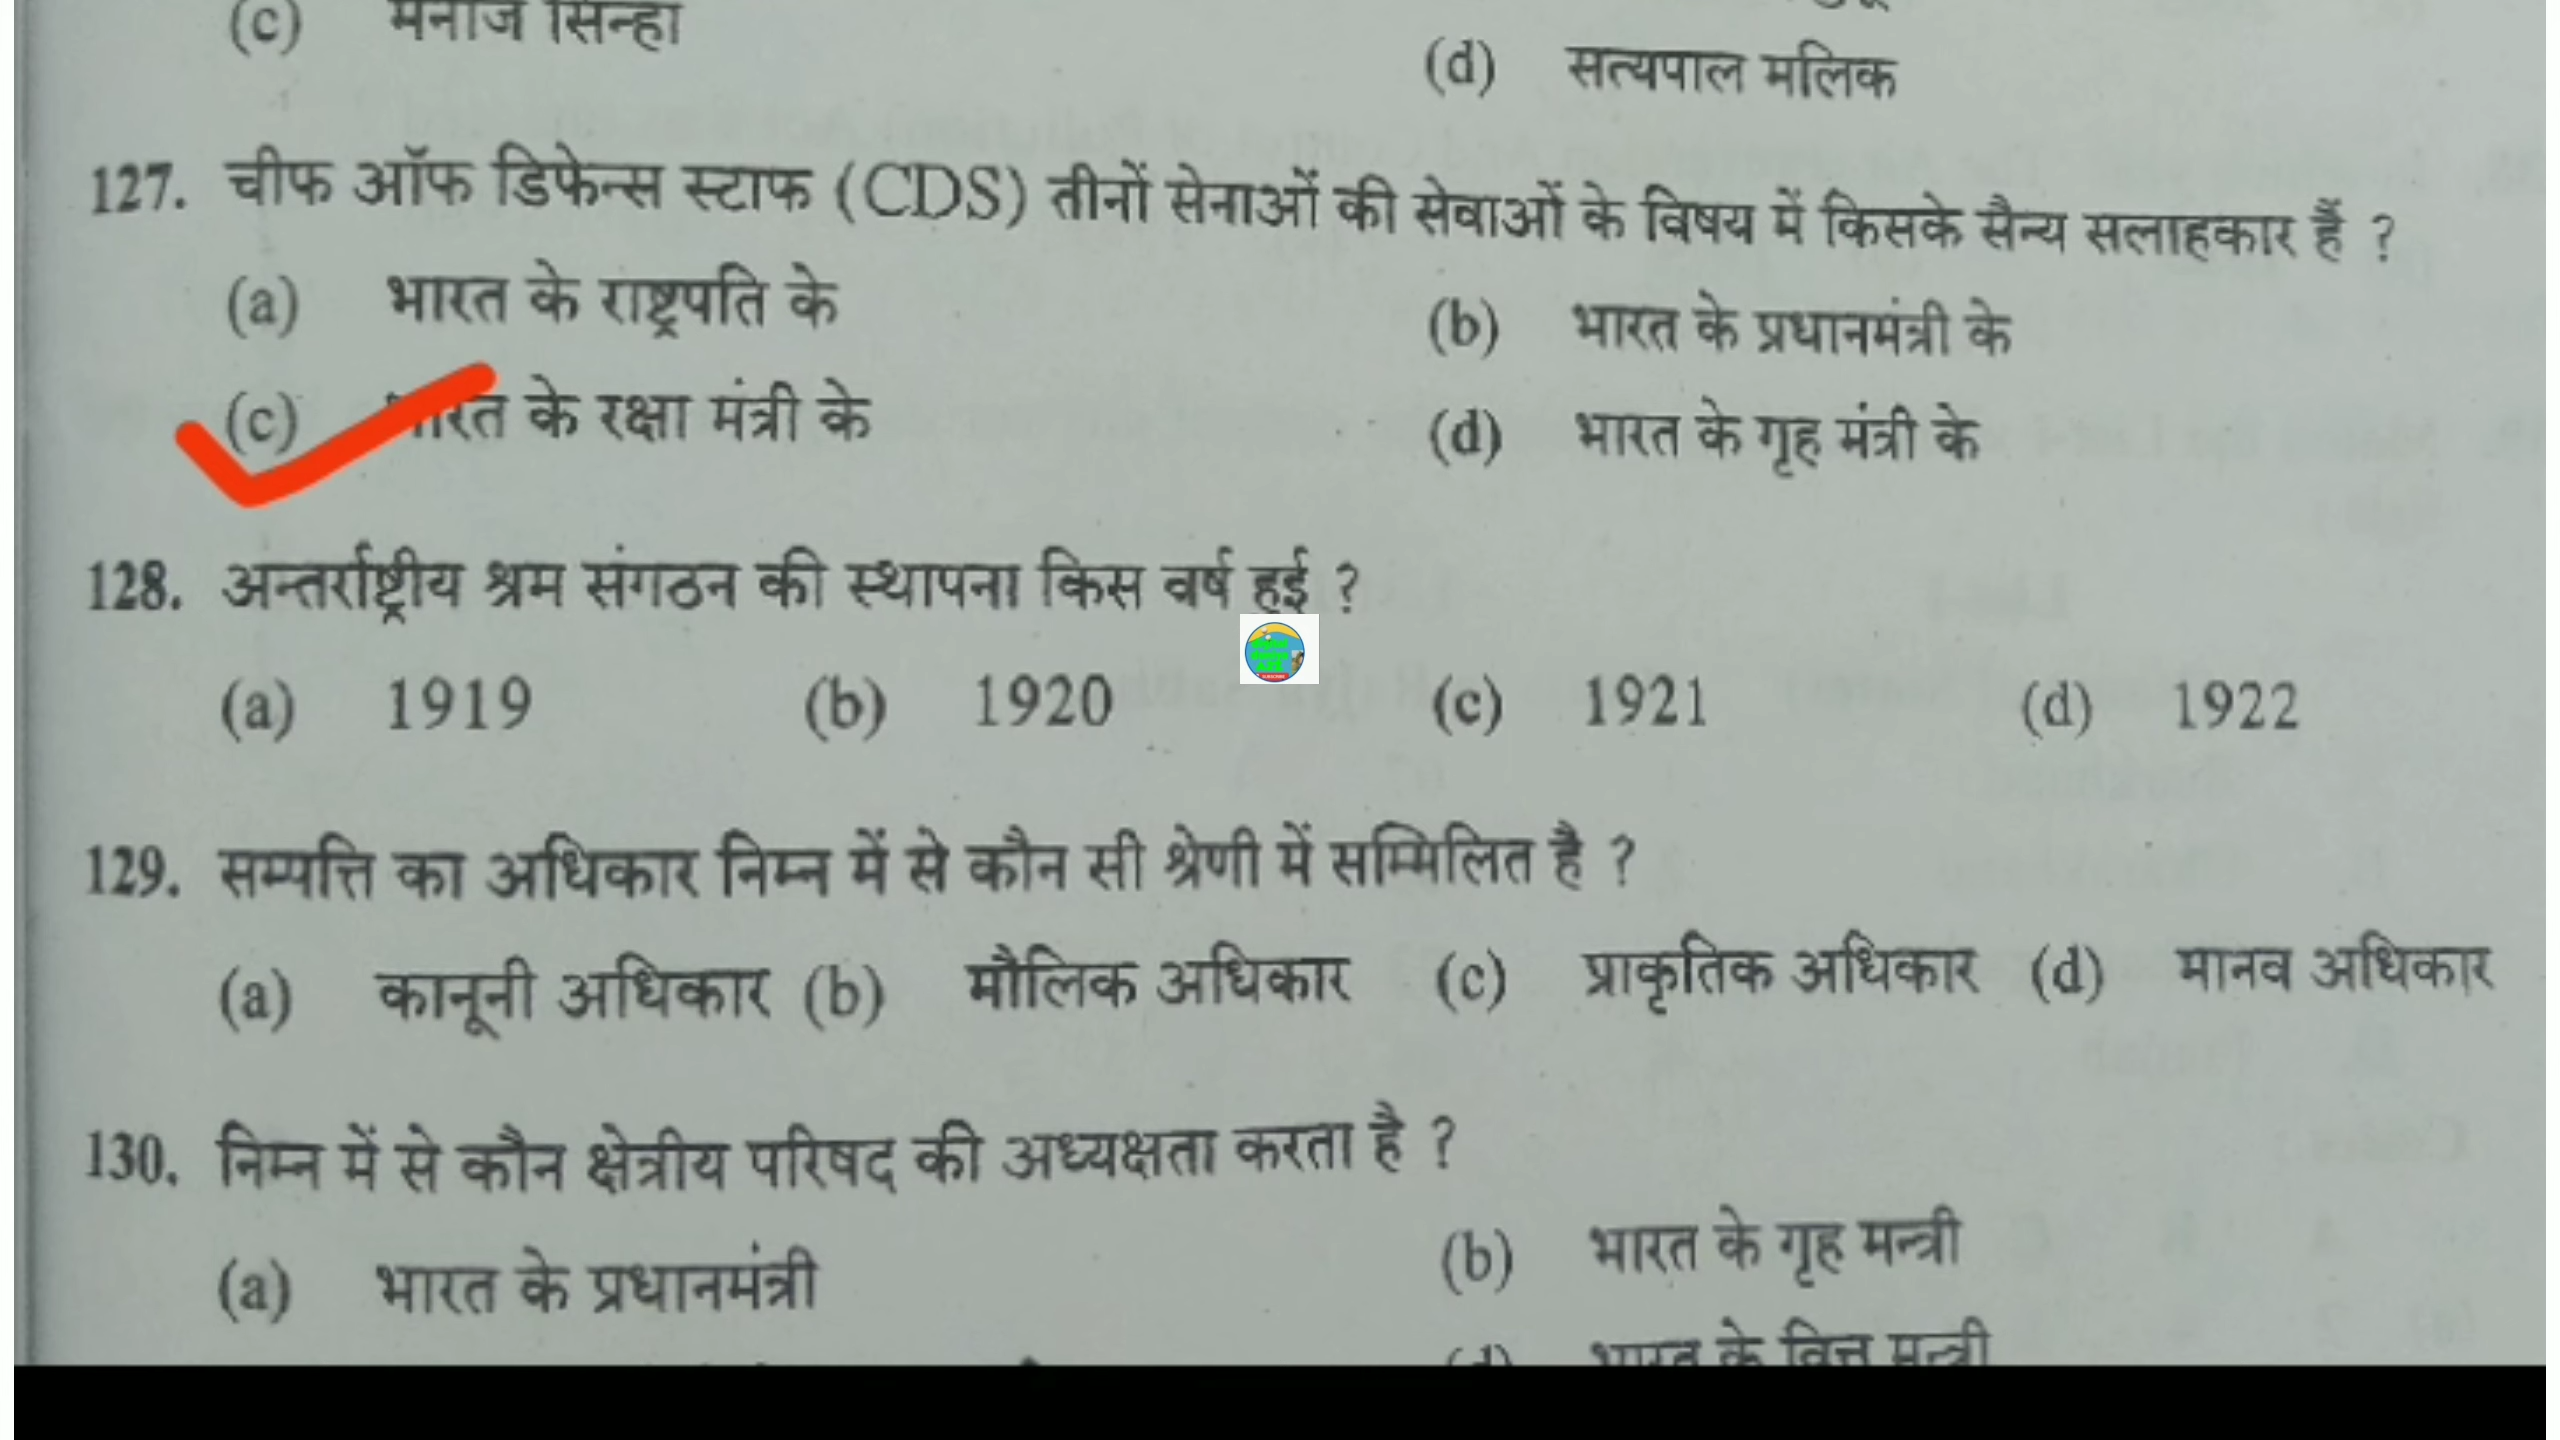 (c) मनोज सिन्हा
(d) सत्यपाल मलिक
127. चीफ ऑफ डिफेन्स स्टाफ (CDS) तीनों सेनाओं की सेवाओं के विषय में किसके सैन्य सलाहकार हैं ?
(a) भारत के राष्ट्रपति के (b) भारत के प्रधानमंत्री के
(c) भारत के रक्षा मंत्री के (d) भारत के गृह मंत्री के
128. अन्तर्राष्ट्रीय श्रम संगठन की स्थापना किस वर्ष हुई ?
(a) 1919 (b) 1920 (c) 1921 (d) 1922
129. सम्पत्ति का अधिकार निम्न में से कौन सी श्रेणी में सम्मिलित है ?
(a) कानूनी अधिकार (b) मौलिक अधिकार (c) प्राकृतिक अधिकार (d) मानव अधिकार
130. निम्न में से कौन क्षेत्रीय परिषद की अध्यक्षता करता है ?
(a) भारत के प्रधानमंत्री (b) भारत के गृह मन्त्री
(d) भारत के वित्त मन्त्री